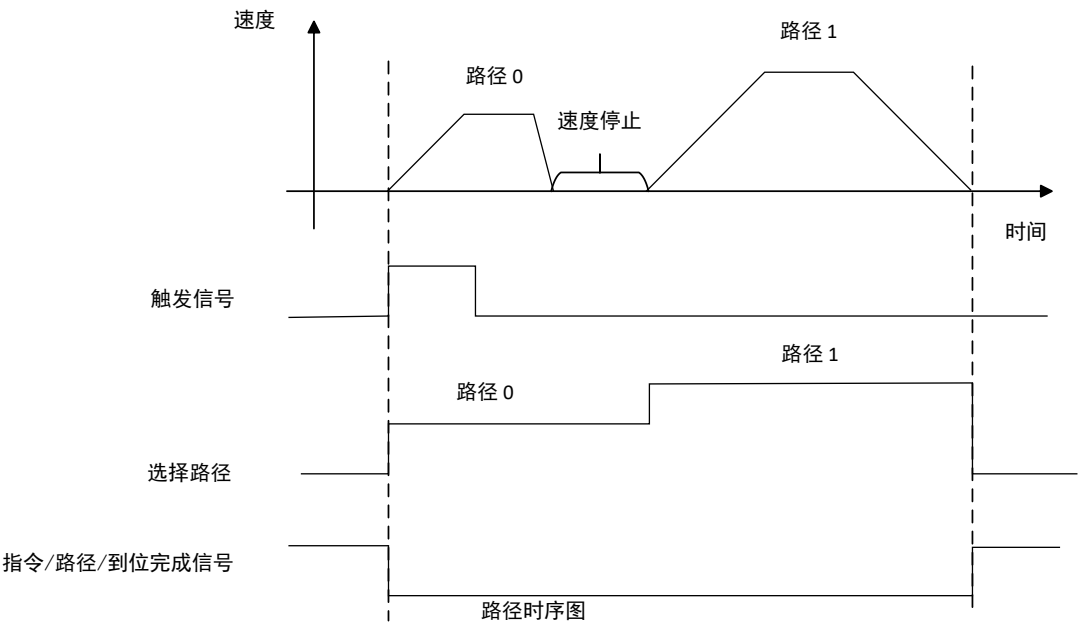 速度
路径 1
路径 0
速度停止
时间
触发信号
路径 1
路径 0
选择路径
指令/路径/到位完成信号
路径时序图